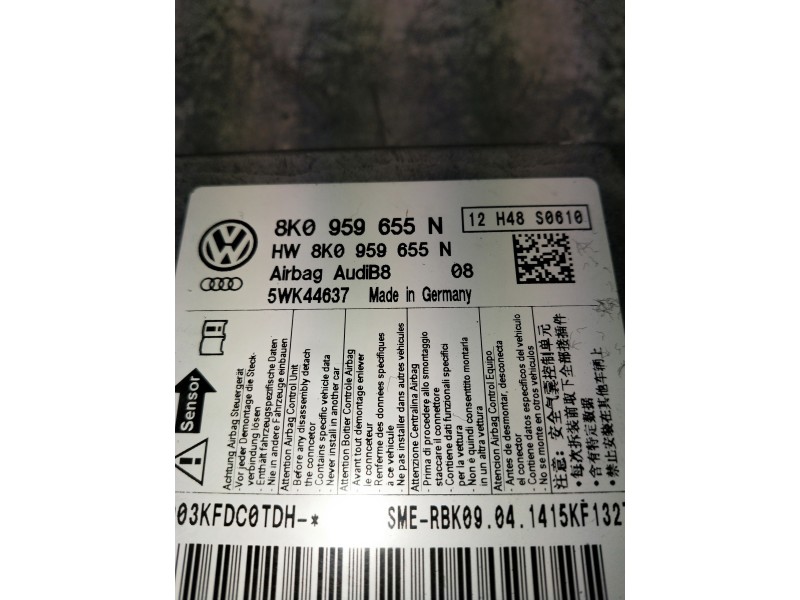 8K0 959 655 N
12 H48 S0610
HW 8K0 959 655 N
Airbag AudiB8 08
5WK44637 Made in Germany
Sensor
Achtung Airbag Steuergerät
- Vor jeder Demontage die Steck-
verbindung lösen
- Enthält fahrzeugspezifische Daten
- Nie in andere Fahrzeuge einbauen
Attention Airbag Control Unit
- Before any disassembly detach
the connector
- Contains specific vehicle data
- Never install in another car
Attention Boîtier Contrôle Airbag
- Avant tout démontage enlever
le connecteur
- Renferme des données spécifiques
à ce véhicule
- Ne pas installer dans autres véhicules
Attenzione Centralina Airbag
- Prima di procedere allo smontaggio
staccare il connettore
- Contiene dati funzionali specifici
per la vettura
- Non è quindi consentito montarla
in un altra vettura
Atencion Airbag Control Equipo
- Antes de desmontar, desconecta
el conector
- Contiene datos especificos del vehiculo
- No se monte en otros vehiculos
注意: 安全气囊控制单元
• 每次拆装前取下全部接插件
• 含有特定数据
• 禁止安装在其他车辆上
03KFDC0TDH-*
SME-RBK09.04.1415KF1327